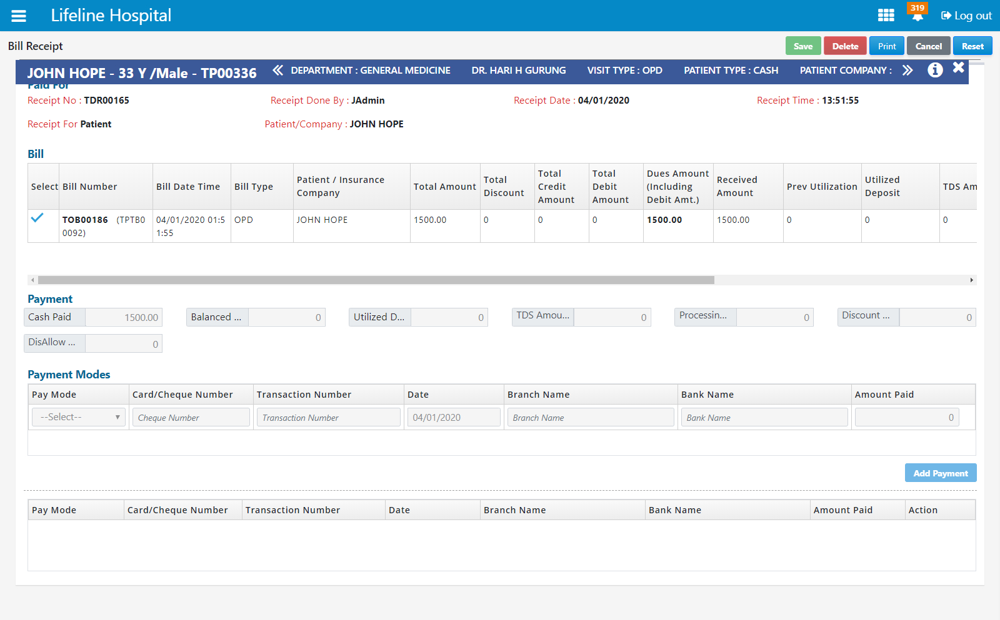 Lifeline Hospital
319
Log out
Bill Receipt
Save Delete Print Cancel Reset
JOHN HOPE - 33 Y /Male - TP00336 DEPARTMENT : GENERAL MEDICINE DR. HARI H GURUNG VISIT TYPE : OPD PATIENT TYPE : CASH PATIENT COMPANY :
Paid For
Receipt No : TDR00165 Receipt Done By : JAdmin Receipt Date : 04/01/2020 Receipt Time : 13:51:55
Receipt For Patient Patient/Company : JOHN HOPE
Bill
Select Bill Number Bill Date Time Bill Type Patient / Insurance Company Total Amount Total Discount Total Credit Amount Total Debit Amount Dues Amount (Including Debit Amt.) Received Amount Prev Utilization Utilized Deposit TDS Am
TOB00186 (TPTB0 04/01/2020 01:5 OPD JOHN HOPE 1500.00 0 0 0 1500.00 1500.00 0 0 0
0092) 1:55
Payment
Cash Paid 1500.00 Balanced ... 0 Utilized D... 0 TDS Amou... 0 Processin... 0 Discount ... 0
DisAllow ... 0
Payment Modes
Pay Mode Card/Cheque Number Transaction Number Date Branch Name Bank Name Amount Paid
--Select-- Cheque Number Transaction Number 04/01/2020 Branch Name Bank Name 0
Add Payment
Pay Mode Card/Cheque Number Transaction Number Date Branch Name Bank Name Amount Paid Action